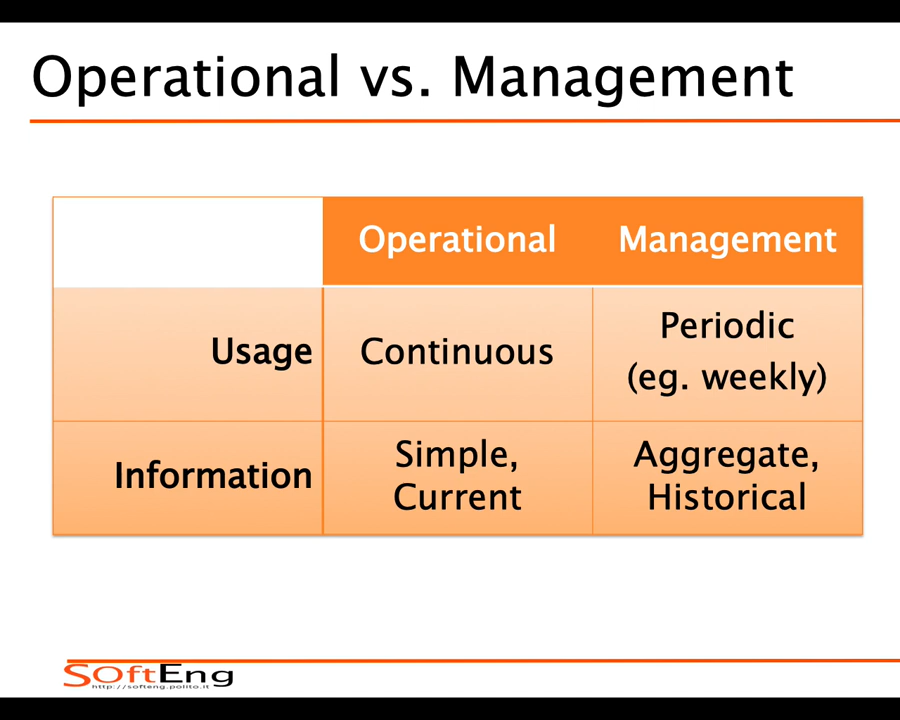 Operational vs. Management
Operational Management
Usage Continuous Periodic
(eg. weekly)
Information Simple,
Current Aggregate,
Historical
SOftEng
http://softeng.polito.it